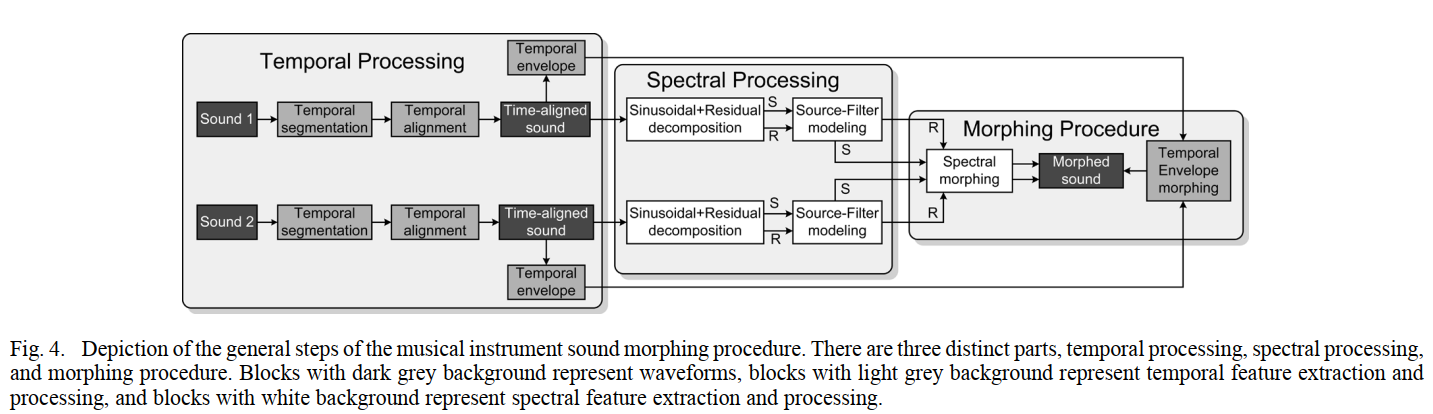 Temporal Processing
Temporal
envelope
Sound 1
Temporal
segmentation
Temporal
alignment
Time-aligned
sound
Sound 2
Temporal
segmentation
Temporal
alignment
Time-aligned
sound
Temporal
envelope
Spectral Processing
Sinusoidal+Residual
decomposition
S
R
Source-Filter
modeling
S
Sinusoidal+Residual
decomposition
S
R
Source-Filter
modeling
S
Morphing Procedure
R
Spectral
morphing
R
Morphed
sound
Temporal
Envelope
morphing
Fig. 4. Depiction of the general steps of the musical instrument sound morphing procedure. There are three distinct parts, temporal processing, spectral processing,
and morphing procedure. Blocks with dark grey background represent waveforms, blocks with light grey background represent temporal feature extraction and
processing, and blocks with white background represent spectral feature extraction and processing.